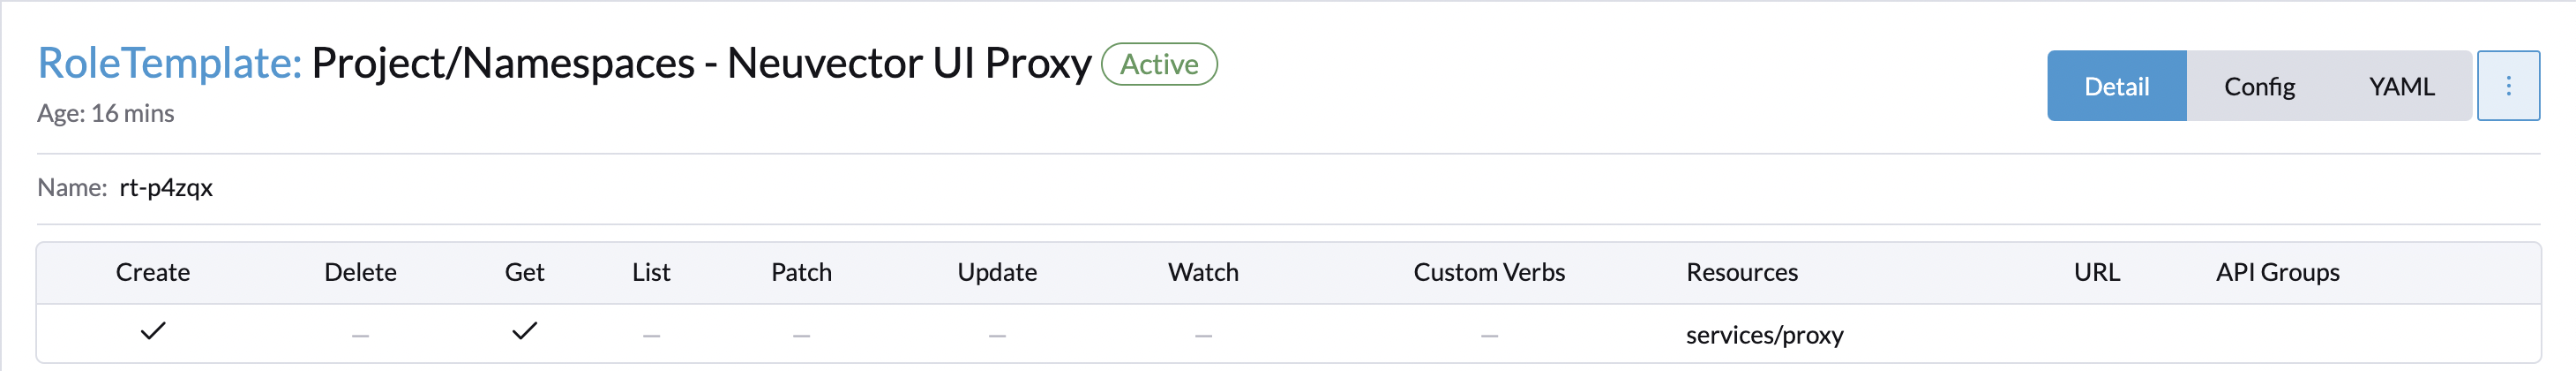 RoleTemplate: Project/Namespaces - Neuvector UI Proxy Active
Detail Config YAML
Age: 16 mins
Name: rt-p4zqx
Create Delete Get List Patch Update Watch Custom Verbs Resources URL API Groups
✓ — ✓ — — — — — services/proxy